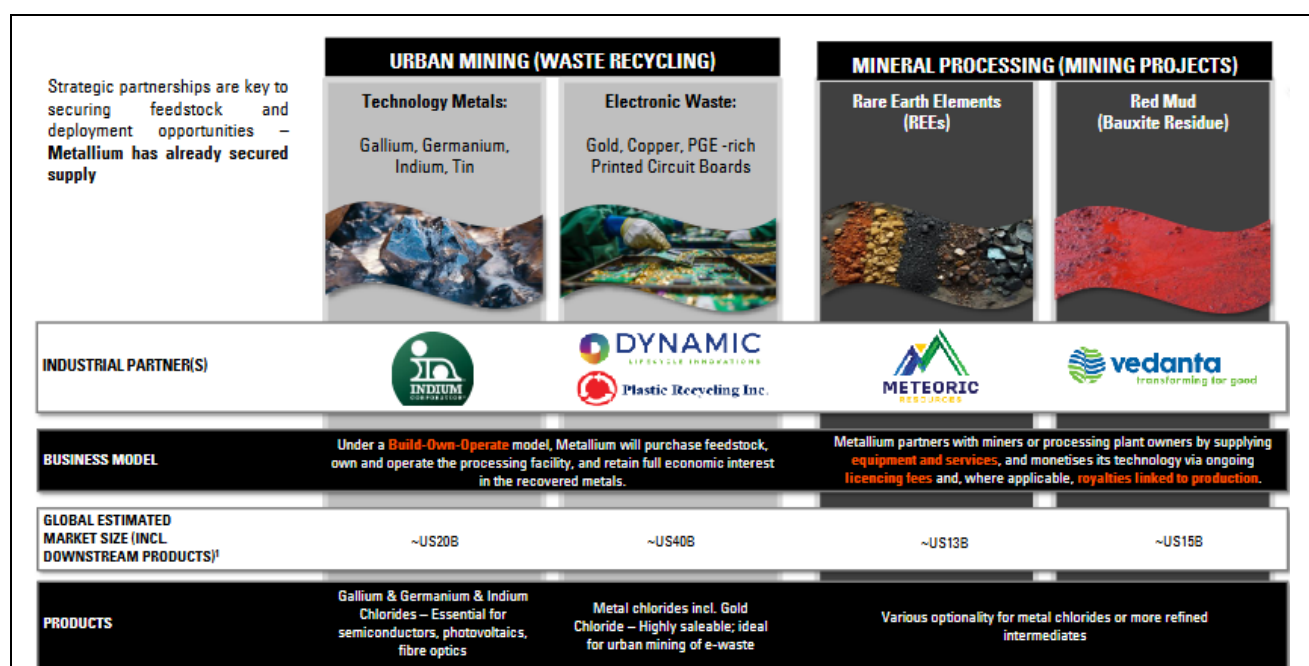 URBAN MINING (WASTE RECYCLING)
MINERAL PROCESSING (MINING PROJECTS)
Strategic partnerships are key to
securing feedstock and
deployment opportunities –
Metallium has already secured
supply
Technology Metals:
Gallium, Germanium,
Indium, Tin
Electronic Waste:
Gold, Copper, PGE -rich
Printed Circuit Boards
Rare Earth Elements
(REEs)
Red Mud
(Bauxite Residue)
INDUSTRIAL PARTNER(S)
INDIUM
CORPORATION
DYNAMIC
LIFECYCLE INNOVATIONS
Plastic Recycling Inc.
METEORIC
RESOURCES
vedanta
transforming for good
BUSINESS MODEL
Under a Build-Own-Operate model, Metallium will purchase feedstock,
own and operate the processing facility, and retain full economic interest
in the recovered metals.
Metallium partners with miners or processing plant owners by supplying
equipment and services, and monetises its technology via ongoing
licencing fees and, where applicable, royalties linked to production.
GLOBAL ESTIMATED
MARKET SIZE (INCL.
DOWNSTREAM PRODUCTS)¹
~US20B
~US40B
~US13B
~US15B
PRODUCTS
Gallium & Germanium & Indium
Chlorides – Essential for
semiconductors, photovoltaics,
fibre optics
Metal chlorides incl. Gold
Chloride – Highly saleable; ideal
for urban mining of e-waste
Various optionality for metal chlorides or more refined
intermediates